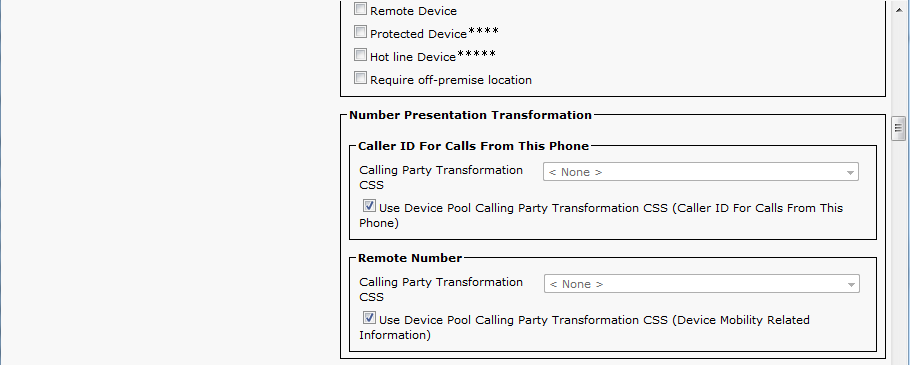 Remote Device
Protected Device****
Hot line Device*****
Require off-premise location
Number Presentation Transformation
Caller ID For Calls From This Phone
Calling Party Transformation
CSS
< None >
Use Device Pool Calling Party Transformation CSS (Caller ID For Calls From This
Phone)
Remote Number
Calling Party Transformation
CSS
< None >
Use Device Pool Calling Party Transformation CSS (Device Mobility Related
Information)